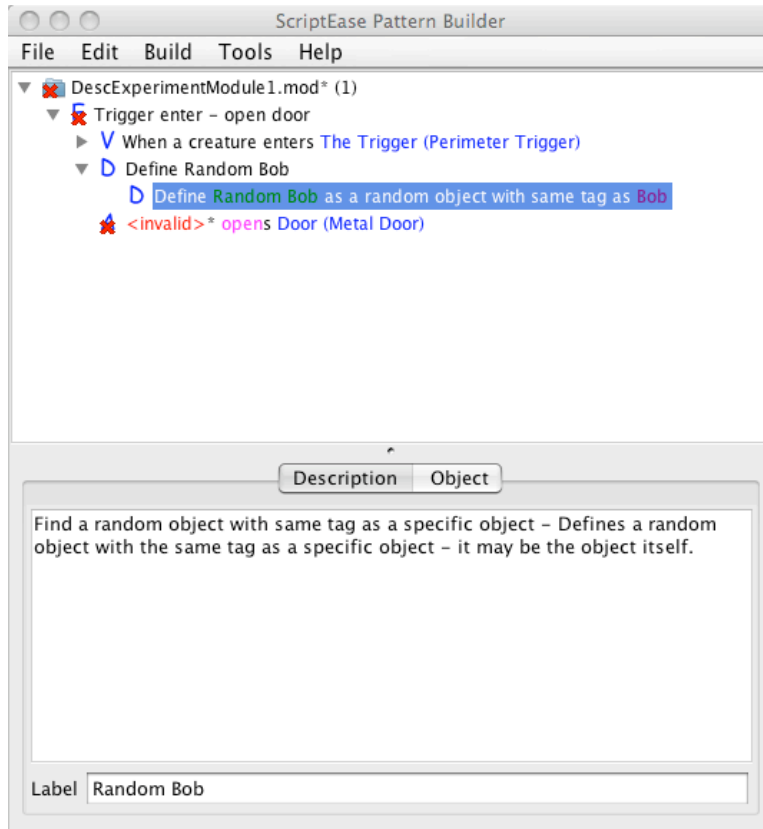 ScriptEase Pattern Builder
File Edit Build Tools Help
DescExperimentModule1.mod* (1)
E Trigger enter – open door
V When a creature enters The Trigger (Perimeter Trigger)
D Define Random Bob
D Define Random Bob as a random object with same tag as Bob
A <invalid>* opens Door (Metal Door)
Description Object
Find a random object with same tag as a specific object – Defines a random
object with the same tag as a specific object – it may be the object itself.
Label Random Bob